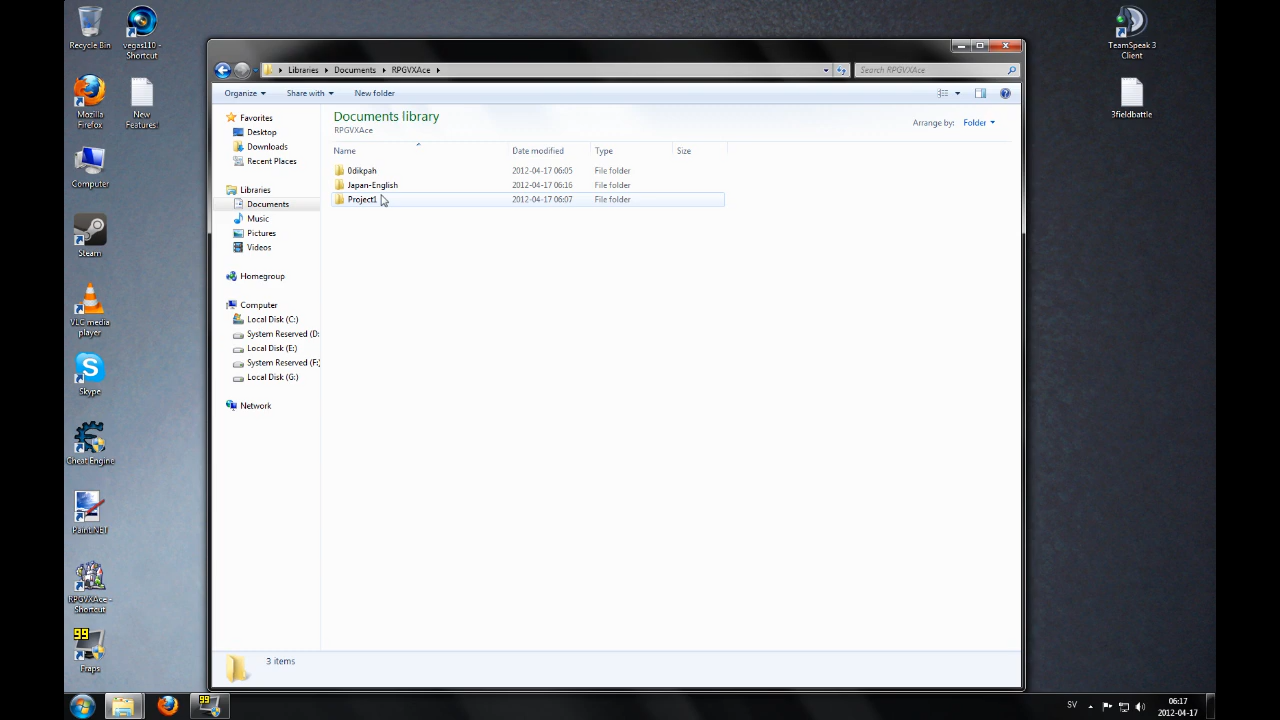 Recycle Bin
vegas110 - Shortcut
Mozilla Firefox
New Features.
Computer
Steam
VLC media player
Skype
Cheat Engine
Paint.NET
RPGVXAce - Shortcut
99
Fraps
TeamSpeak 3 Client
3fieldbattle
Libraries Documents RPGVXAce
Search RPGVXAce
Organize Share with New folder
Favorites
Desktop
Downloads
Recent Places
Libraries
Documents
Music
Pictures
Videos
Homegroup
Computer
Local Disk (C:)
System Reserved (D:
Local Disk (E:)
System Reserved (F:
Local Disk (G:)
Network
Documents library
RPGVXAce
Arrange by: Folder
Name Date modified Type Size
0dikpah 2012-04-17 06:05 File folder
Japan-English 2012-04-17 06:16 File folder
Project1 2012-04-17 06:07 File folder
3 items
99
SV
06:17
2012-04-17